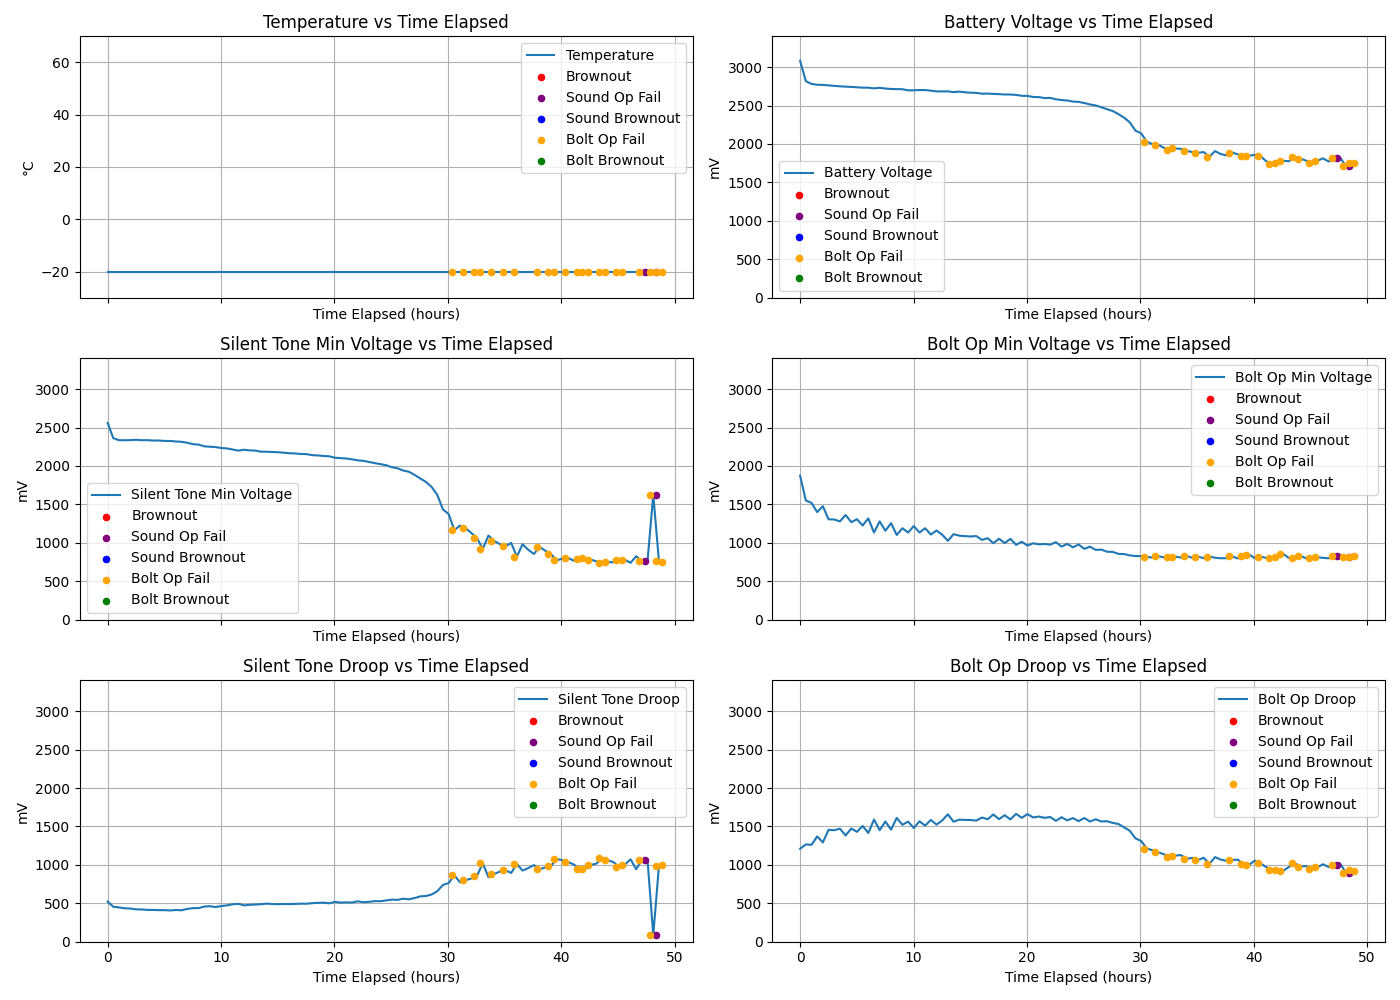 Temperature vs Time Elapsed
°C
60
40
20
0
−20
Temperature
Brownout
Sound Op Fail
Sound Brownout
Bolt Op Fail
Bolt Brownout
Time Elapsed (hours)
Battery Voltage vs Time Elapsed
mV
3000
2500
2000
1500
1000
500
0
Battery Voltage
Brownout
Sound Op Fail
Sound Brownout
Bolt Op Fail
Bolt Brownout
Time Elapsed (hours)
Silent Tone Min Voltage vs Time Elapsed
mV
3000
2500
2000
1500
1000
500
0
Silent Tone Min Voltage
Brownout
Sound Op Fail
Sound Brownout
Bolt Op Fail
Bolt Brownout
Time Elapsed (hours)
Bolt Op Min Voltage vs Time Elapsed
mV
3000
2500
2000
1500
1000
500
0
Bolt Op Min Voltage
Brownout
Sound Op Fail
Sound Brownout
Bolt Op Fail
Bolt Brownout
Time Elapsed (hours)
Silent Tone Droop vs Time Elapsed
mV
3000
2500
2000
1500
1000
500
0
Silent Tone Droop
Brownout
Sound Op Fail
Sound Brownout
Bolt Op Fail
Bolt Brownout
0 10 20 30 40 50
Time Elapsed (hours)
Bolt Op Droop vs Time Elapsed
mV
3000
2500
2000
1500
1000
500
0
Bolt Op Droop
Brownout
Sound Op Fail
Sound Brownout
Bolt Op Fail
Bolt Brownout
0 10 20 30 40 50
Time Elapsed (hours)